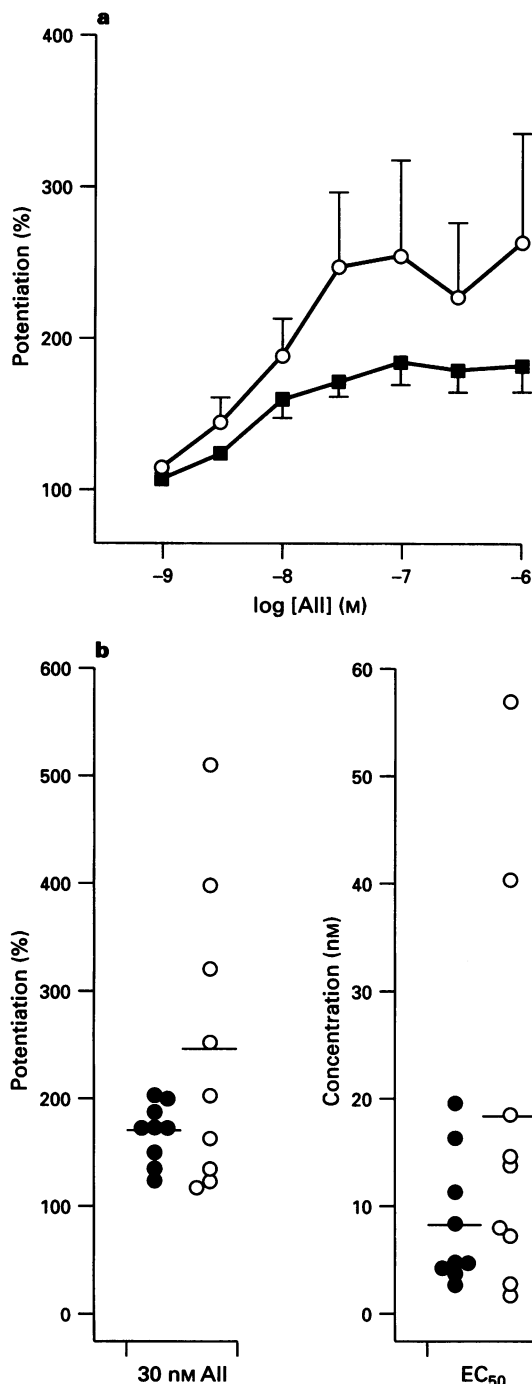 a
400
300
200
100
Potentiation (%)
−9
−8
−7
−6
log [AII] (M)
b
600
500
400
300
200
100
0
Potentiation (%)
30 nM AII
60
50
40
30
20
10
0
Concentration (nM)
EC50